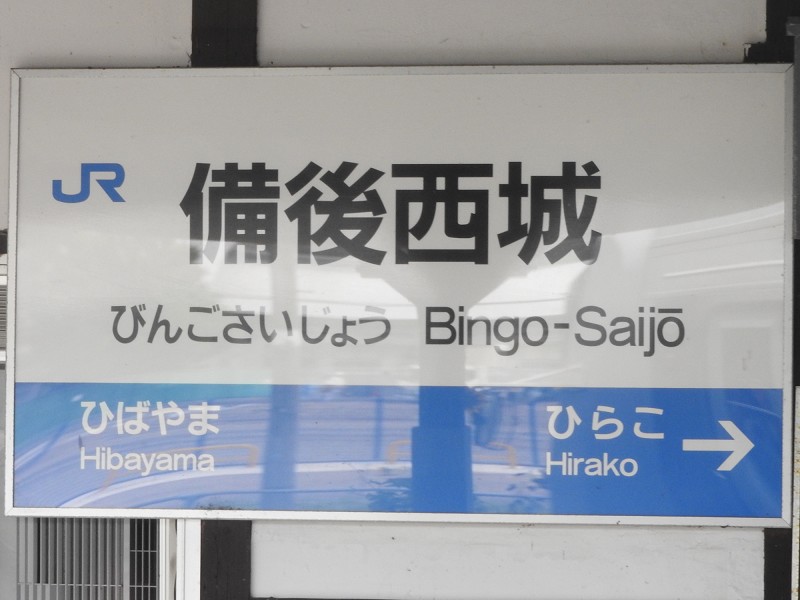 JR
備後西城
びんごさいじょう Bingo-Saijō
ひばやま
Hibayama
ひらこ →
Hirako